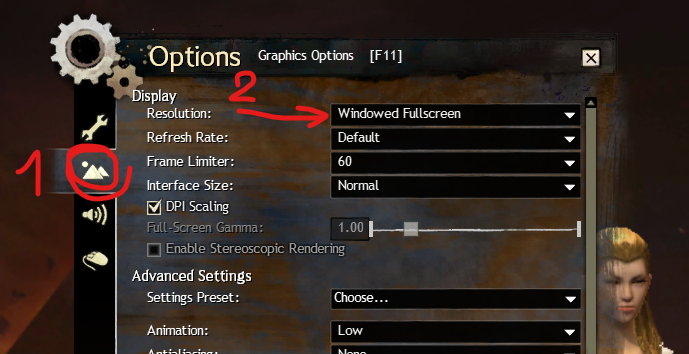 Options Graphics Options [F11]
Display
2
Resolution: Windowed Fullscreen
Refresh Rate: Default
1
Frame Limiter: 60
Interface Size: Normal
DPI Scaling
Full-Screen Gamma: 1.00
Enable Stereoscopic Rendering
Advanced Settings
Settings Preset: Choose...
Animation: Low
Antialiasing: None